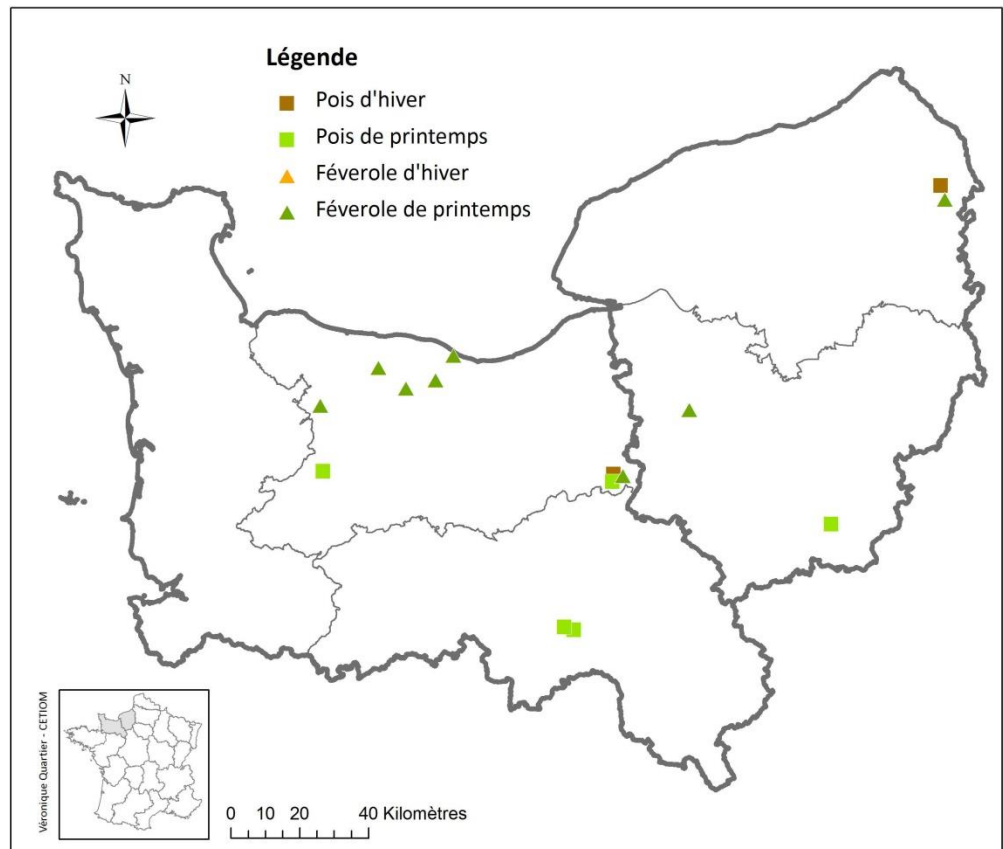 Légende
N
Pois d'hiver
Pois de printemps
Féverole d'hiver
Féverole de printemps
Véronique Quartier - CETIOM
0 10 20 40 Kilomètres